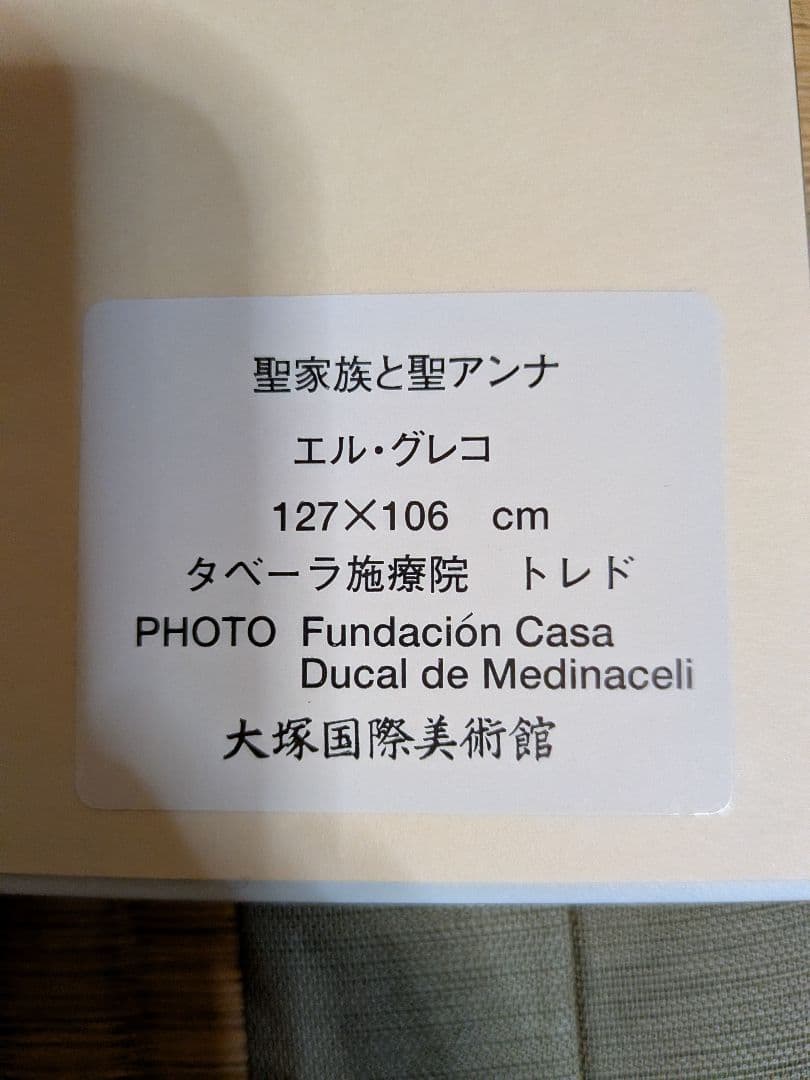 聖家族と聖アンナ
エル・グレコ
127×106　cm
タベーラ施療院　トレド
PHOTO Fundación Casa
Ducal de Medinaceli
大塚国際美術館